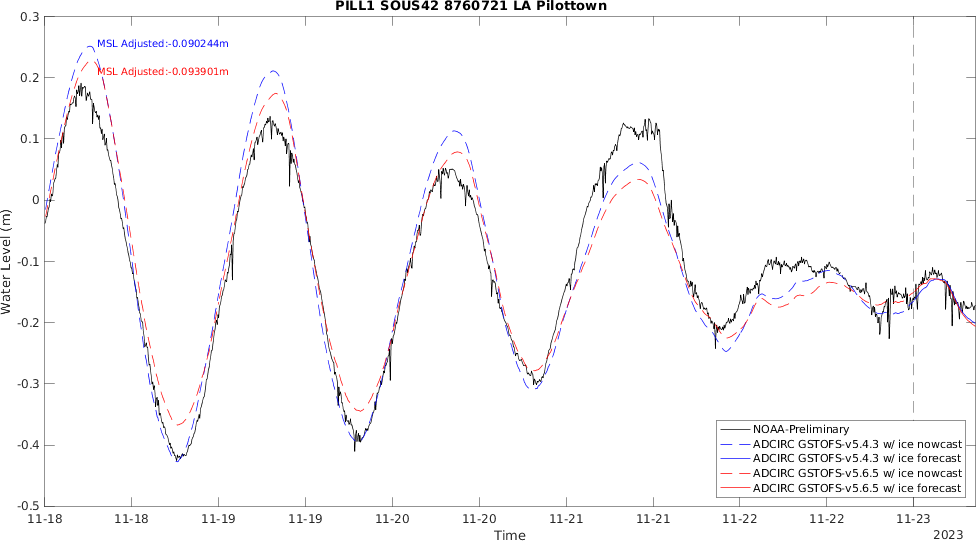 PILL1 SOUS42 8760721 LA Pilottown
0.3
0.2
0.1
0
-0.1
-0.2
-0.3
-0.4
-0.5
Water Level (m)
MSL Adjusted:-0.090244m
MSL Adjusted:-0.093901m
NOAA-Preliminary
ADCIRC GSTOFS-v5.4.3 w/ ice nowcast
ADCIRC GSTOFS-v5.4.3 w/ ice forecast
ADCIRC GSTOFS-v5.6.5 w/ ice nowcast
ADCIRC GSTOFS-v5.6.5 w/ ice forecast
11-18 11-18 11-19 11-19 11-20 11-20 11-21 11-21 11-22 11-22 11-23
Time
2023